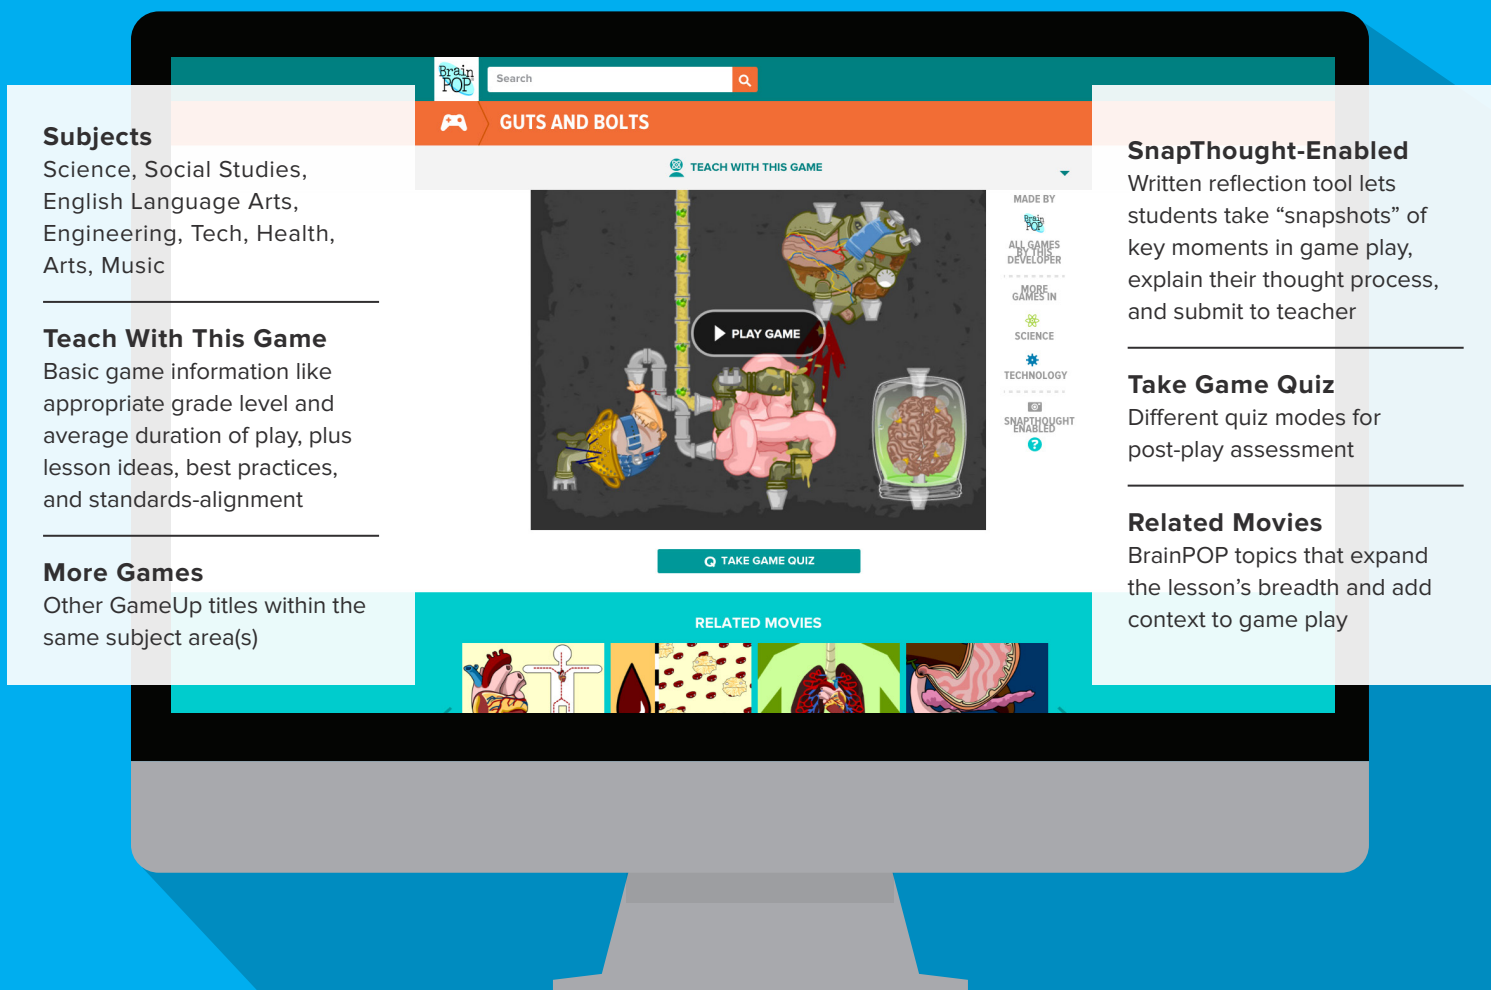 Brain
POP
Search
GUTS AND BOLTS
TEACH WITH THIS GAME
Subjects
Science, Social Studies,
English Language Arts,
Engineering, Tech, Health,
Arts, Music
Teach With This Game
Basic game information like
appropriate grade level and
average duration of play, plus
lesson ideas, best practices,
and standards-alignment
More Games
Other GameUp titles within the
same subject area(s)
PLAY GAME
MADE BY
Brain
POP
ALL GAMES
BY THIS
DEVELOPER
MORE
GAMES IN
SCIENCE
TECHNOLOGY
SNAPTHOUGHT
ENABLED
?
Q TAKE GAME QUIZ
RELATED MOVIES
SnapThought-Enabled
Written reflection tool lets
students take “snapshots” of
key moments in game play,
explain their thought process,
and submit to teacher
Take Game Quiz
Different quiz modes for
post-play assessment
Related Movies
BrainPOP topics that expand
the lesson’s breadth and add
context to game play